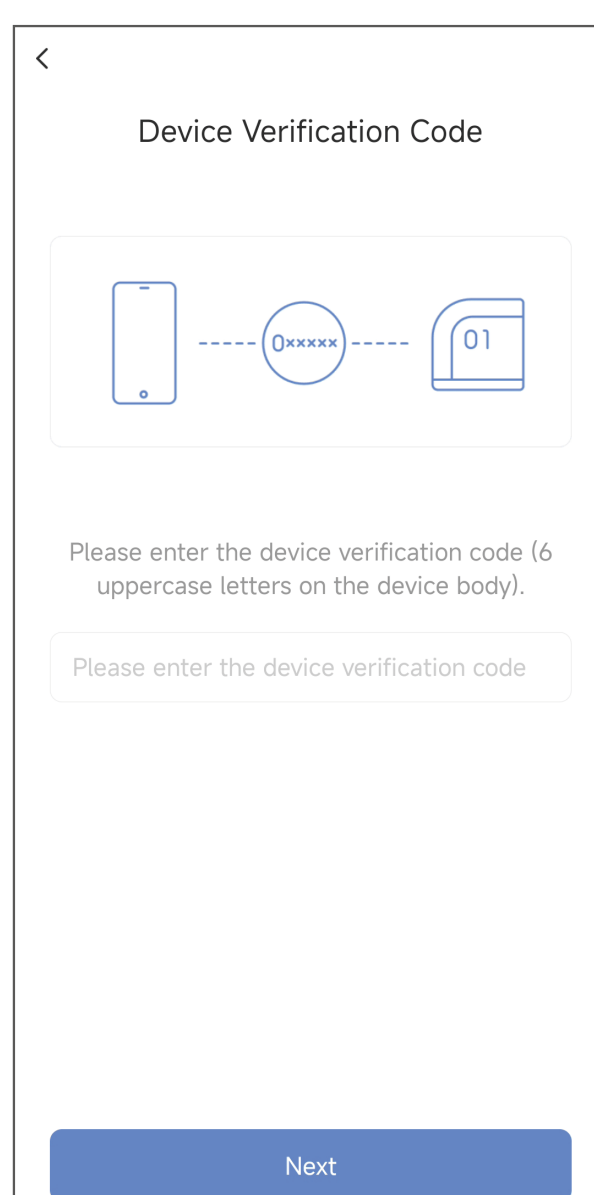 Device Verification Code
0×××××
01
Please enter the device verification code (6
uppercase letters on the device body).
Please enter the device verification code
Next